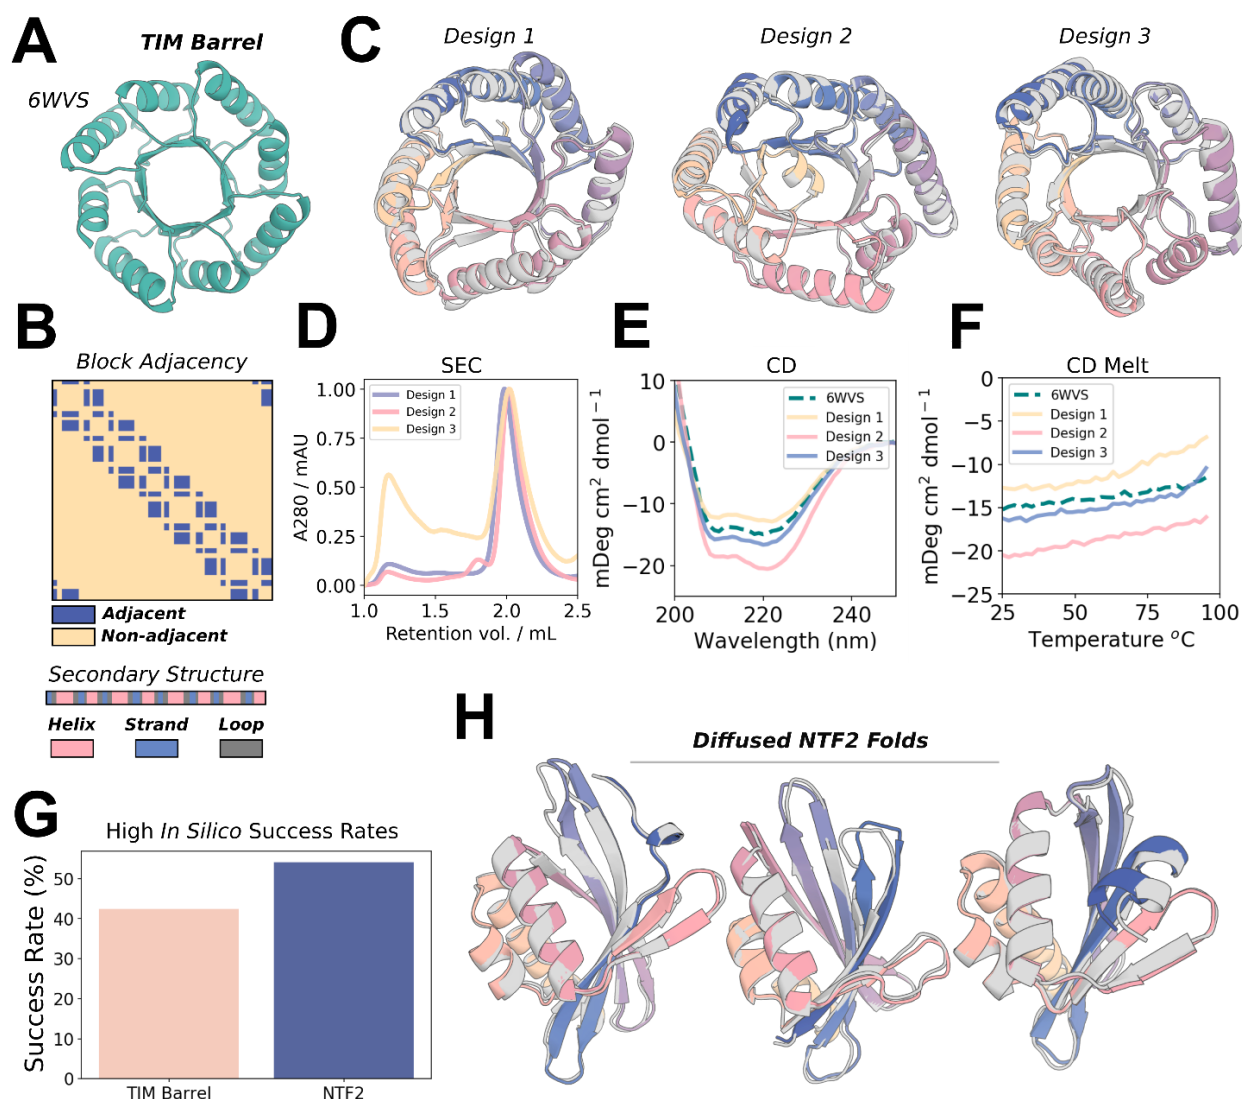 A
TIM Barrel
6WVS
C
Design 1
Design 2
Design 3
B
Block Adjacency
Adjacent
Non-adjacent
Secondary Structure
Helix
Strand
Loop
D
SEC
A280 / mAU
1.00
0.75
0.50
0.25
0.00
Design 1
Design 2
Design 3
1.0
1.5
2.0
2.5
Retention vol. / mL
E
CD
mDeg cm² dmol⁻¹
10
0
−10
−20
6WVS
Design 1
Design 2
Design 3
200
220
240
Wavelength (nm)
F
CD Melt
mDeg cm² dmol⁻¹
0
−5
−10
−15
−20
−25
6WVS
Design 1
Design 2
Design 3
25
50
75
100
Temperature °C
G
High In Silico Success Rates
Success Rate (%)
50
40
30
20
10
0
TIM Barrel
NTF2
H
Diffused NTF2 Folds